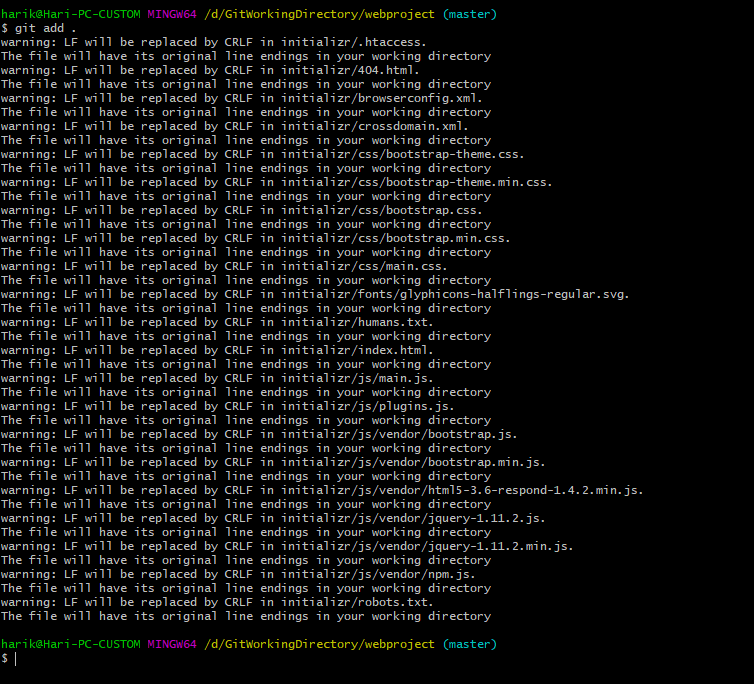 harik@Hari-PC-CUSTOM MINGW64 /d/GitWorkingDirectory/webproject (master)
$ git add .
warning: LF will be replaced by CRLF in initializr/.htaccess.
The file will have its original line endings in your working directory
warning: LF will be replaced by CRLF in initializr/404.html.
The file will have its original line endings in your working directory
warning: LF will be replaced by CRLF in initializr/browserconfig.xml.
The file will have its original line endings in your working directory
warning: LF will be replaced by CRLF in initializr/crossdomain.xml.
The file will have its original line endings in your working directory
warning: LF will be replaced by CRLF in initializr/css/bootstrap-theme.css.
The file will have its original line endings in your working directory
warning: LF will be replaced by CRLF in initializr/css/bootstrap-theme.min.css.
The file will have its original line endings in your working directory
warning: LF will be replaced by CRLF in initializr/css/bootstrap.css.
The file will have its original line endings in your working directory
warning: LF will be replaced by CRLF in initializr/css/bootstrap.min.css.
The file will have its original line endings in your working directory
warning: LF will be replaced by CRLF in initializr/css/main.css.
The file will have its original line endings in your working directory
warning: LF will be replaced by CRLF in initializr/fonts/glyphicons-halflings-regular.svg.
The file will have its original line endings in your working directory
warning: LF will be replaced by CRLF in initializr/humans.txt.
The file will have its original line endings in your working directory
warning: LF will be replaced by CRLF in initializr/index.html.
The file will have its original line endings in your working directory
warning: LF will be replaced by CRLF in initializr/js/main.js.
The file will have its original line endings in your working directory
warning: LF will be replaced by CRLF in initializr/js/plugins.js.
The file will have its original line endings in your working directory
warning: LF will be replaced by CRLF in initializr/js/vendor/bootstrap.js.
The file will have its original line endings in your working directory
warning: LF will be replaced by CRLF in initializr/js/vendor/bootstrap.min.js.
The file will have its original line endings in your working directory
warning: LF will be replaced by CRLF in initializr/js/vendor/html5-3.6-respond-1.4.2.min.js.
The file will have its original line endings in your working directory
warning: LF will be replaced by CRLF in initializr/js/vendor/jquery-1.11.2.js.
The file will have its original line endings in your working directory
warning: LF will be replaced by CRLF in initializr/js/vendor/jquery-1.11.2.min.js.
The file will have its original line endings in your working directory
warning: LF will be replaced by CRLF in initializr/js/vendor/npm.js.
The file will have its original line endings in your working directory
warning: LF will be replaced by CRLF in initializr/robots.txt.
The file will have its original line endings in your working directory
harik@Hari-PC-CUSTOM MINGW64 /d/GitWorkingDirectory/webproject (master)
$